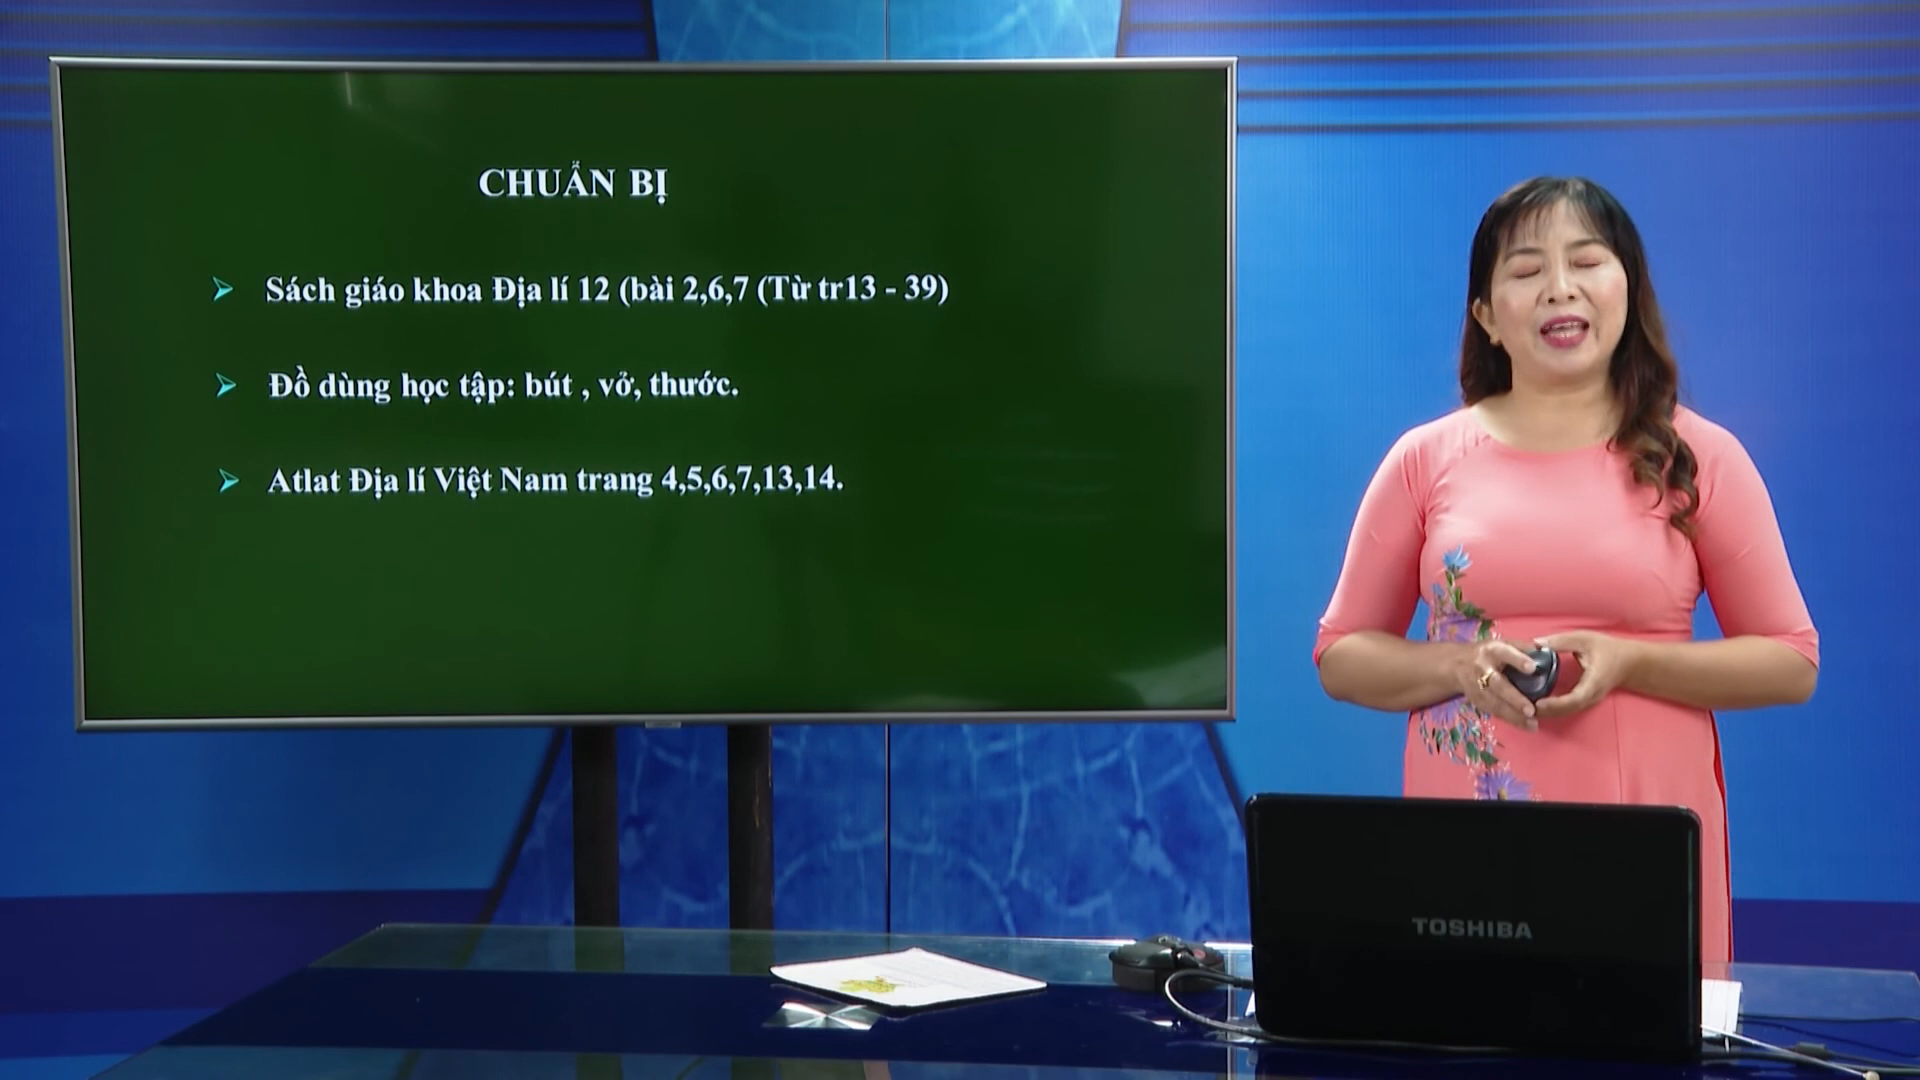 CHUẨN BỊ
Sách giáo khoa Địa lí 12 (bài 2,6,7 (Từ tr13 - 39)
Đồ dùng học tập: bút , vở, thước.
Atlat Địa lí Việt Nam trang 4,5,6,7,13,14.
TOSHIBA